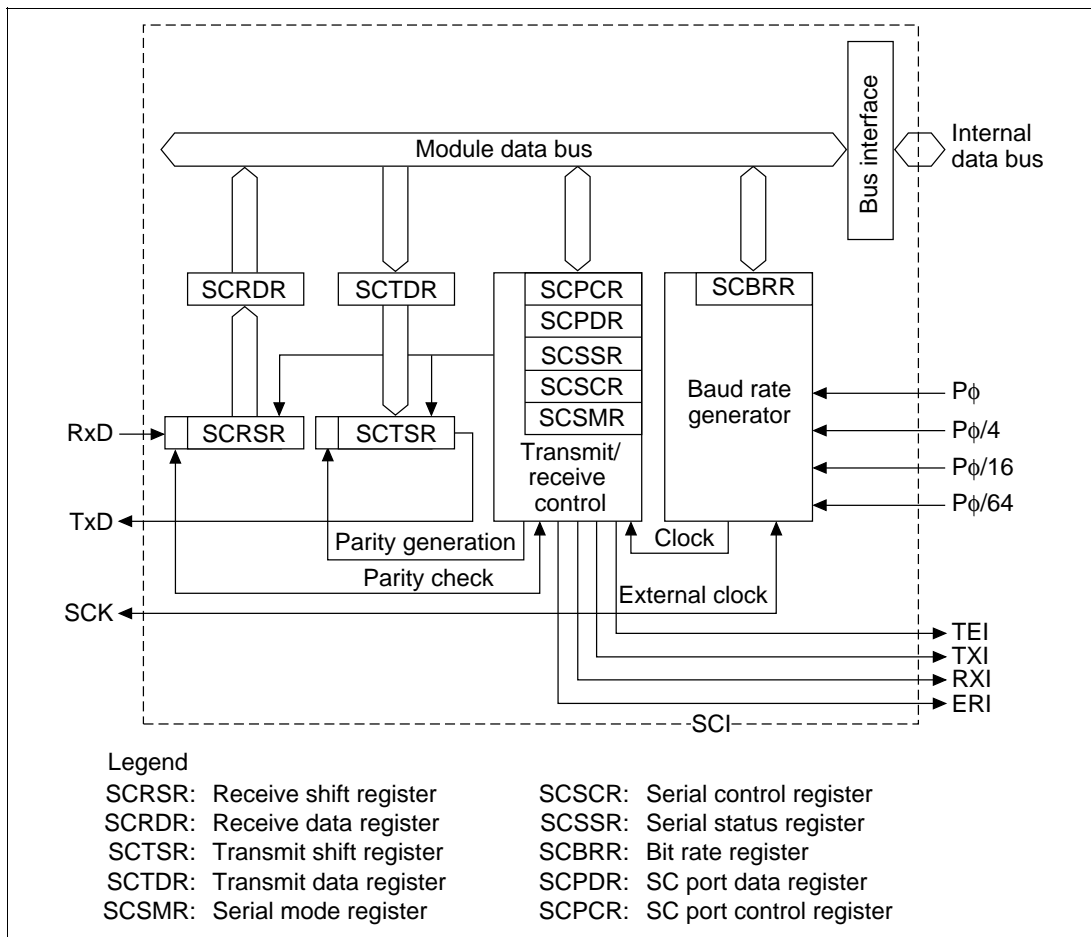 Module data bus
Bus interface
Internal
data bus
SCRDR
SCTDR
SCPCR
SCPDR
SCSSR
SCSCR
SCSMR
Transmit/
receive
control
SCBRR
Baud rate
generator
Pϕ
Pϕ/4
Pϕ/16
Pϕ/64
RxD
SCRSR
SCTSR
TxD
Parity generation
Clock
Parity check
External clock
SCK
TEI
TXI
RXI
ERI
SCI
Legend
SCRSR: Receive shift register
SCRDR: Receive data register
SCTSR: Transmit shift register
SCTDR: Transmit data register
SCSMR: Serial mode register
SCSCR: Serial control register
SCSSR: Serial status register
SCBRR: Bit rate register
SCPDR: SC port data register
SCPCR: SC port control register